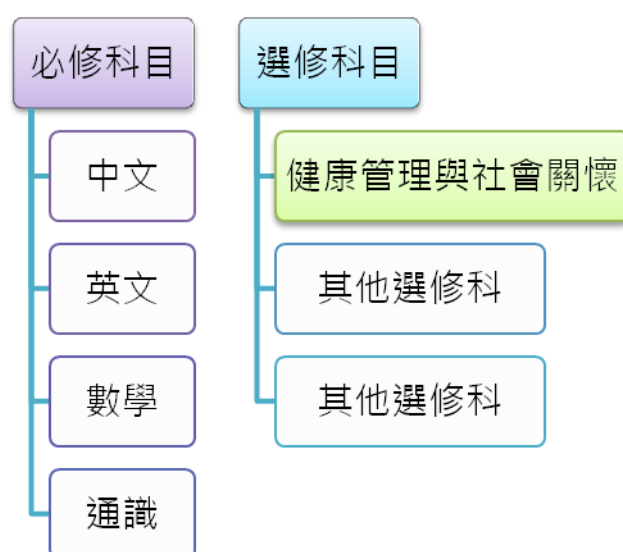 必修科目
中文
英文
數學
通識
選修科目
健康管理與社會關懷
其他選修科
其他選修科